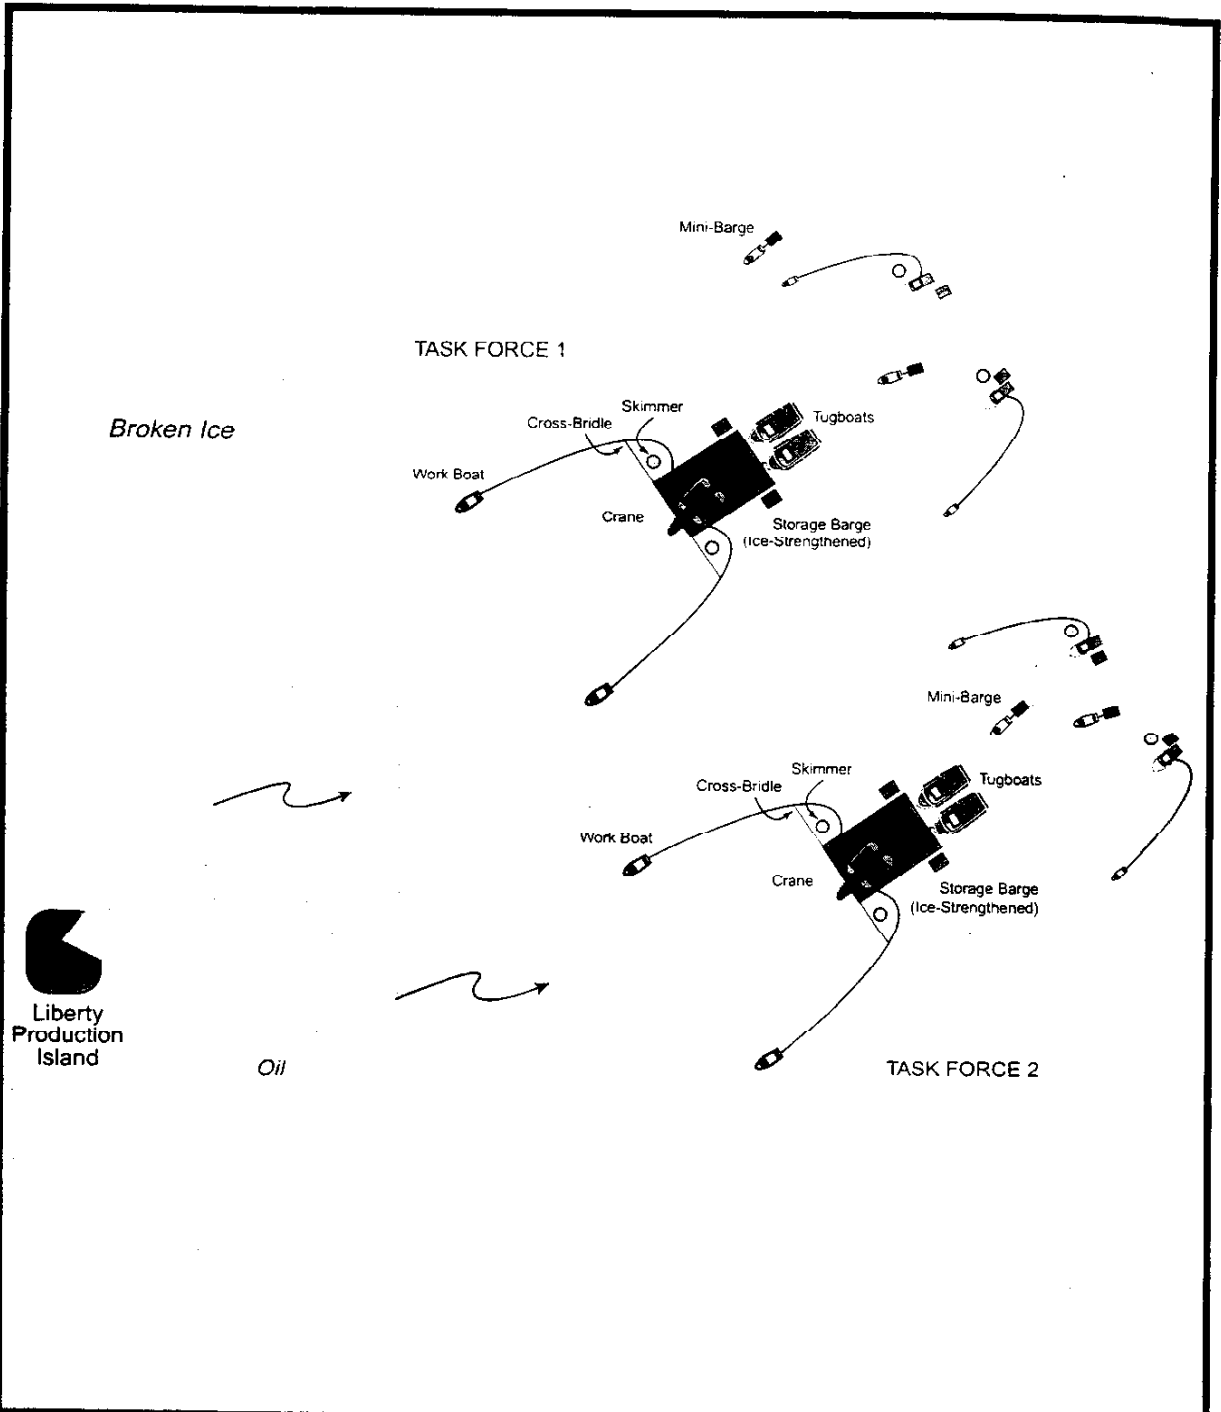 Mini-Barge
TASK FORCE 1
Broken Ice
Skimmer
Cross-Bridle
Tugboats
Work Boat
Crane
Storage Barge
(Ice-Strengthened)
Mini-Barge
Skimmer
Cross-Bridle
Tugboats
Work Boat
Crane
Storage Barge
(Ice-Strengthened)
Liberty
Production
Island
Oil
TASK FORCE 2